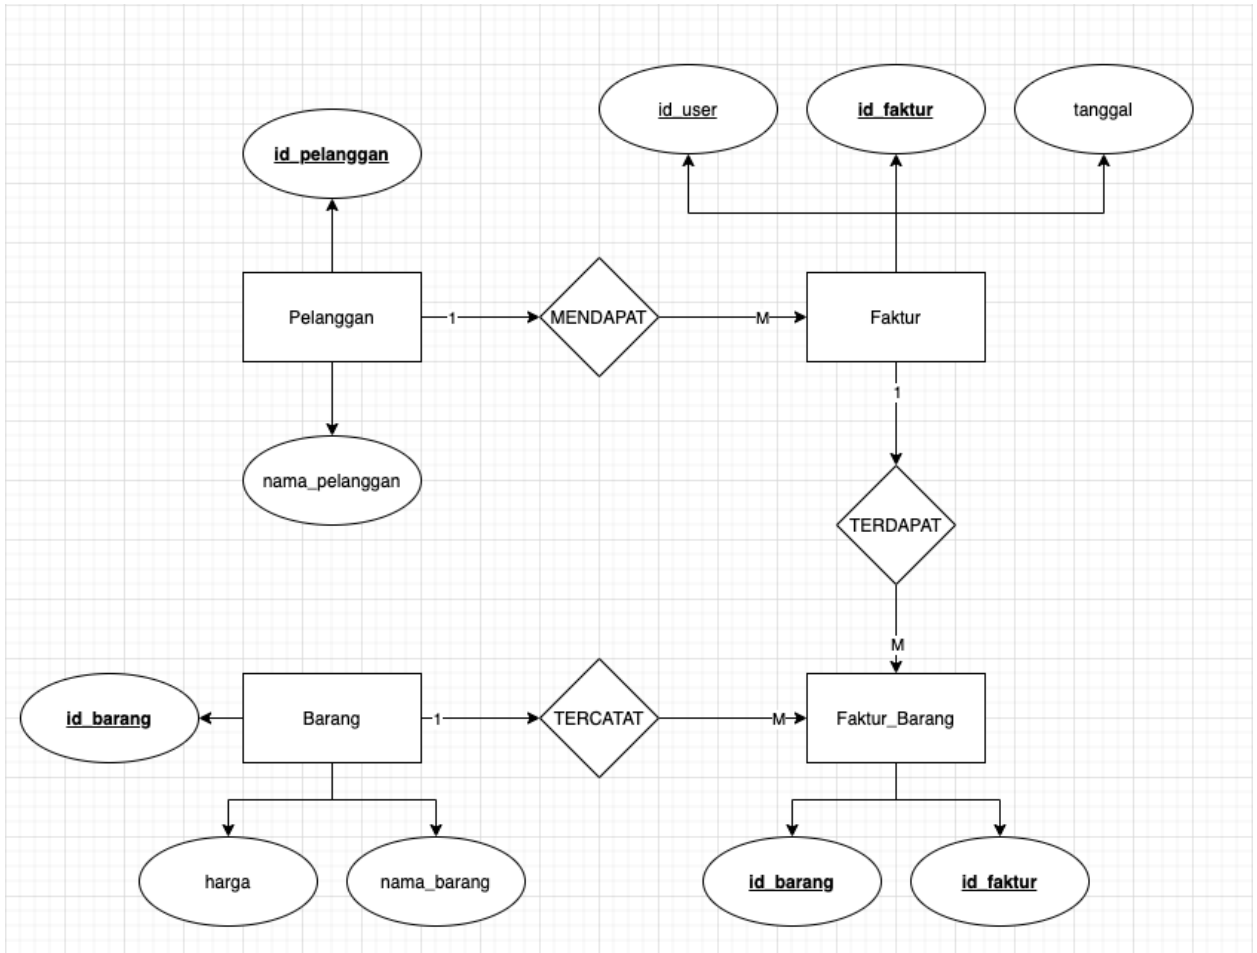 id_user
id_faktur
tanggal
id_pelanggan
Pelanggan
1
MENDAPAT
M
Faktur
1
nama_pelanggan
TERDAPAT
M
id_barang
Barang
1
TERCATAT
M
Faktur_Barang
harga
nama_barang
id_barang
id_faktur